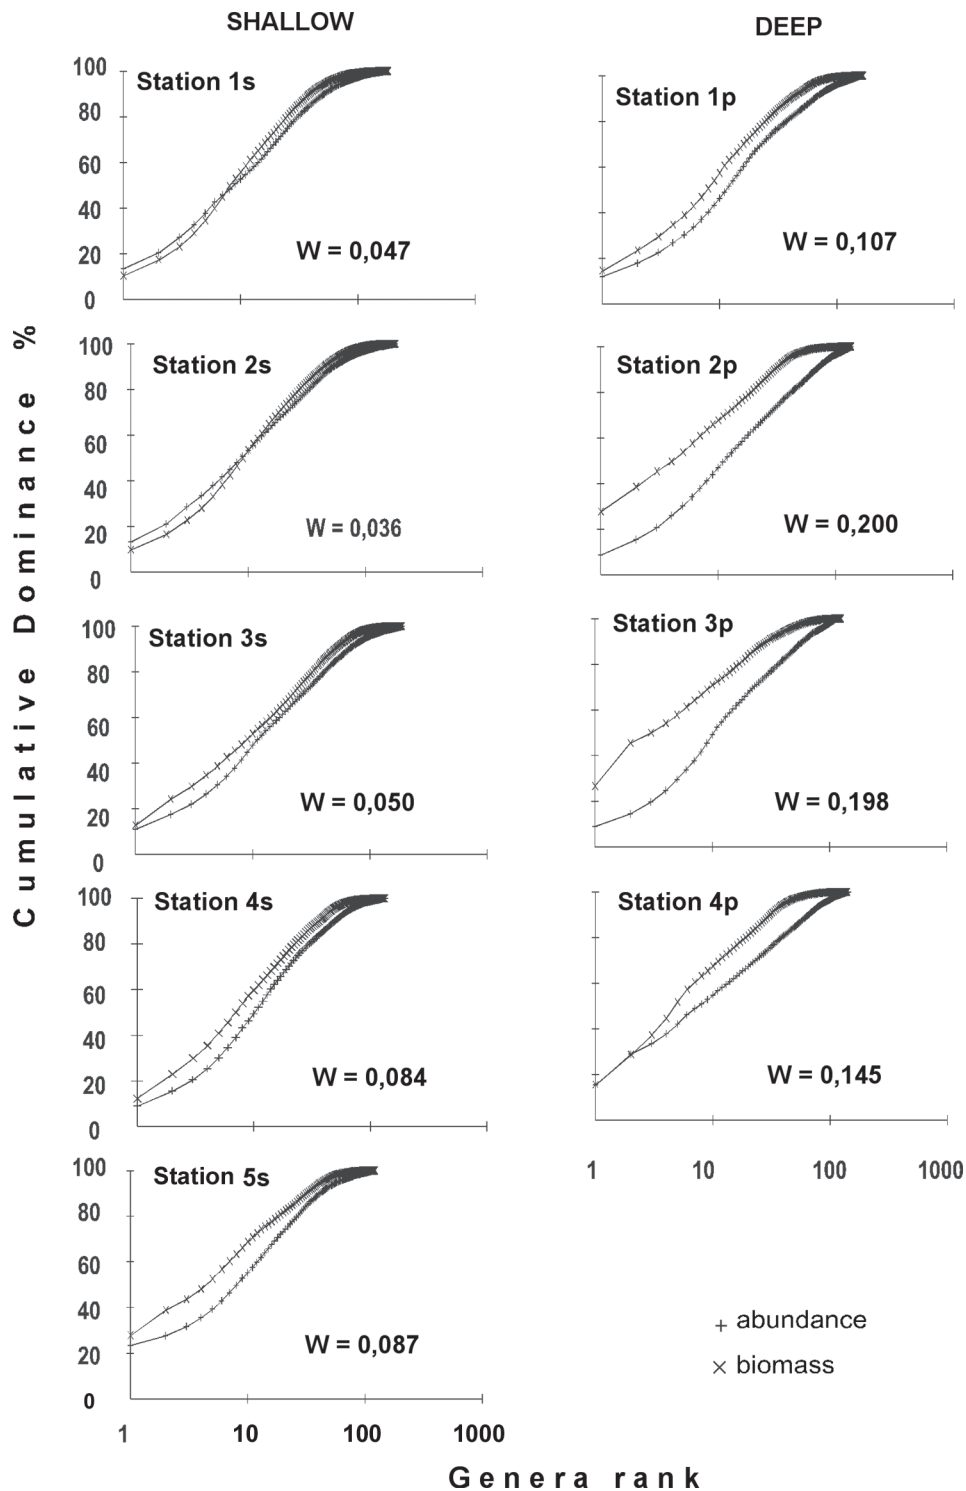 SHALLOW
DEEP
Cumulative Dominance %
Station 1s
100
80
60
40
20
0
W = 0,047
Station 1p
W = 0,107
Station 2s
100
80
60
40
20
0
W = 0,036
Station 2p
W = 0,200
Station 3s
100
80
60
40
20
0
W = 0,050
Station 3p
W = 0,198
Station 4s
100
80
60
40
20
0
W = 0,084
Station 4p
W = 0,145
1 10 100 1000
Station 5s
100
80
60
40
20
0
W = 0,087
1 10 100 1000
+ abundance
× biomass
Genera rank